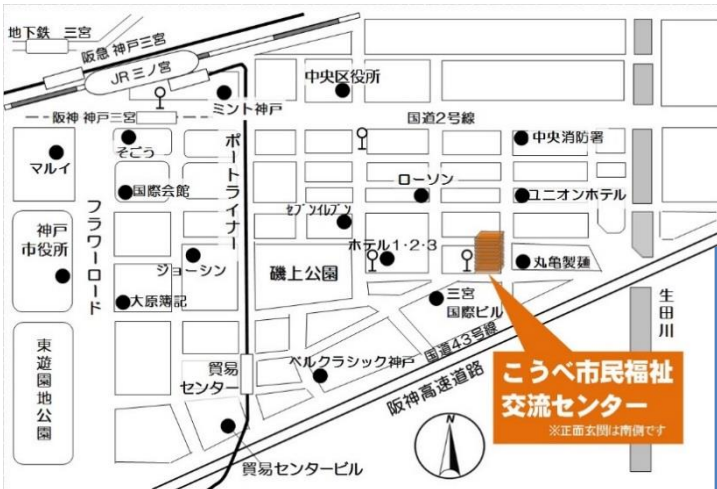 地下鉄 三宮
阪急 神戸三宮
JR 三ノ宮
中央区役所
ミント神戸
阪神 神戸三宮
国道2号線
そごう
中央消防署
マルイ
ポートライナー
ローソン
国際会館
ユニオンホテル
フラワーロード
セブンイレブン
神戸
市役所
ホテル1・2・3
ジョーシン
磯上公園
丸亀製麺
大原簿記
三宮
国際ビル
生田川
国道43号線
東遊園地公園
貿易
センター
ベルクラシック神戸
阪神高速道路
こうべ市民福祉
交流センター
※正面玄関は南側です
N
貿易センタービル